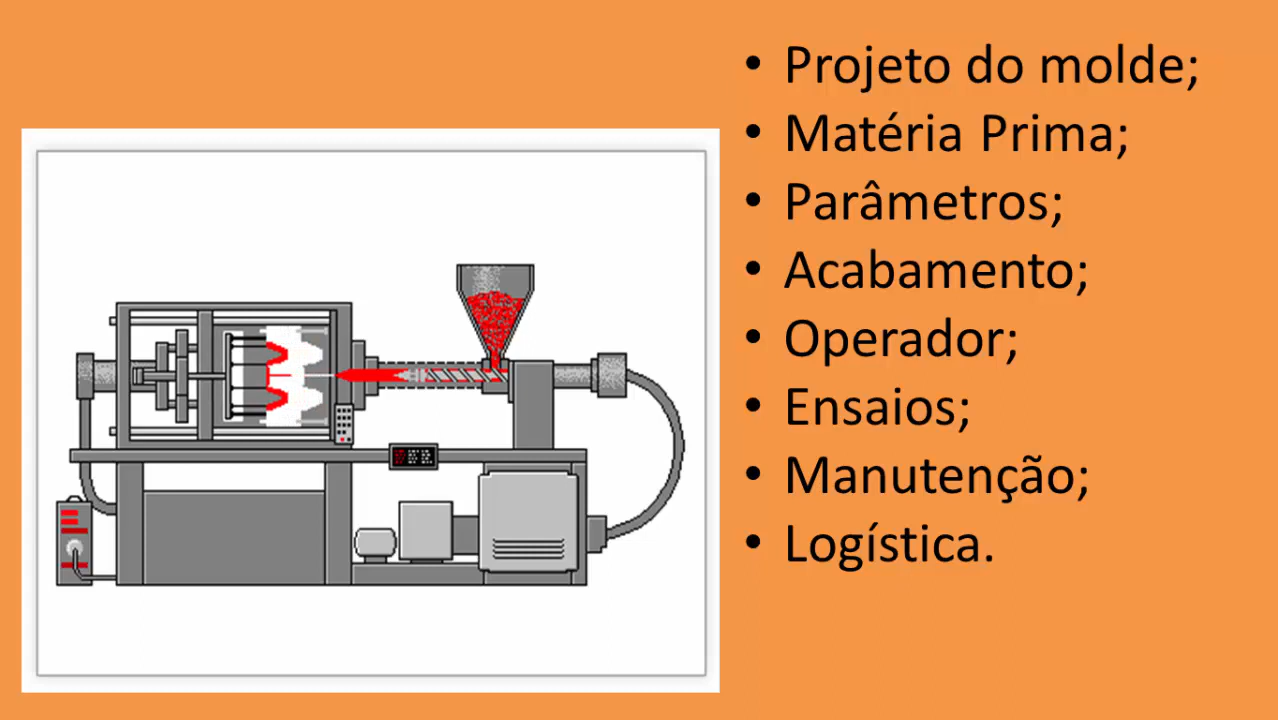 • Projeto do molde;
• Matéria Prima;
• Parâmetros;
• Acabamento;
• Operador;
• Ensaios;
• Manutenção;
• Logística.